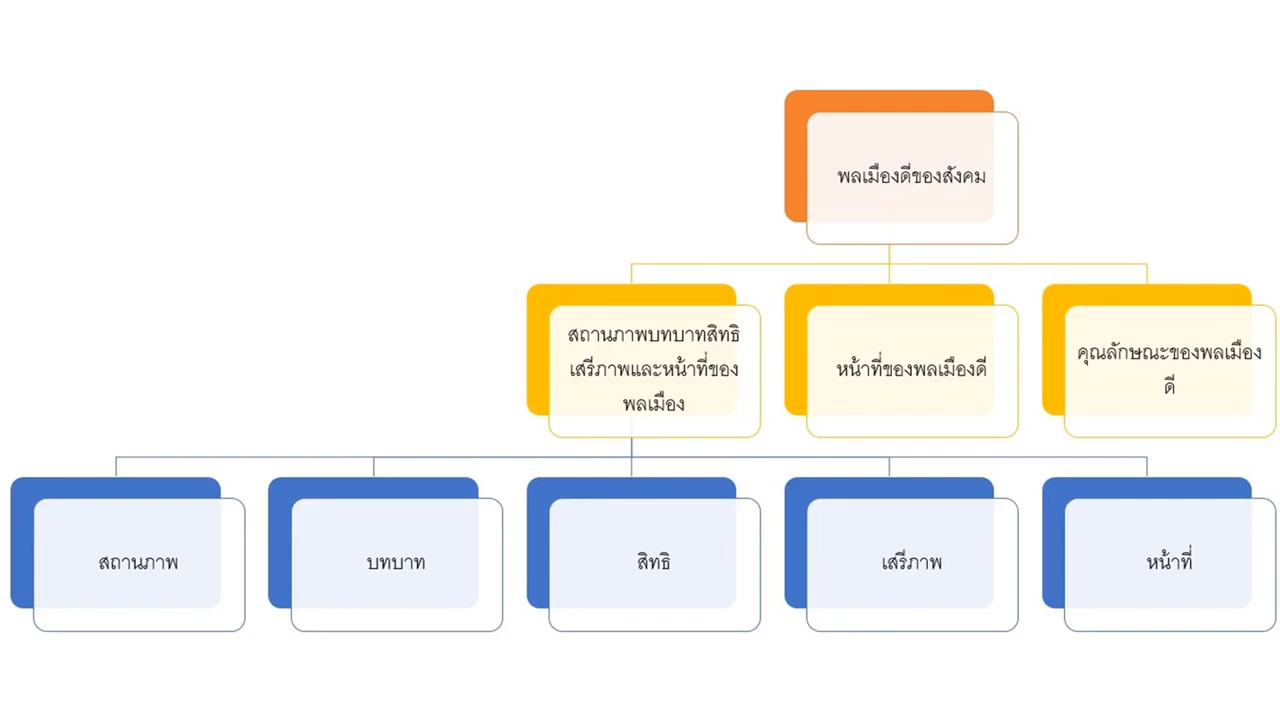 พลเมืองดีของสังคม
สถานภาพบทบาทสิทธิ
เสรีภาพและหน้าที่ของ
พลเมือง
หน้าที่ของพลเมืองดี
คุณลักษณะของพลเมือง
ดี
สถานภาพ
บทบาท
สิทธิ
เสรีภาพ
หน้าที่